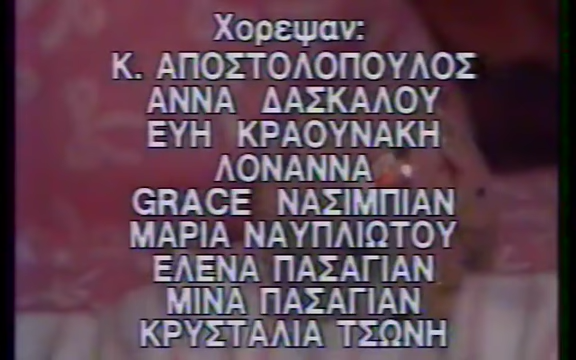 Χορεψαν:
Κ. ΑΠΟΣΤΟΛΟΠΟΥΛΟΣ
ΑΝΝΑ ΔΑΣΚΑΛΟΥ
ΕΥΗ ΚΡΑΟΥΝΑΚΗ
ΛΟΝΑΝΝΑ
GRACE ΝΑΣΙΜΠΙΑΝ
ΜΑΡΙΑ ΝΑΥΠΛΙΩΤΟΥ
ΕΛΕΝΑ ΠΑΣΑΓΙΑΝ
ΜΙΝΑ ΠΑΣΑΓΙΑΝ
ΚΡΥΣΤΑΛΙΑ ΤΣΩΝΗ